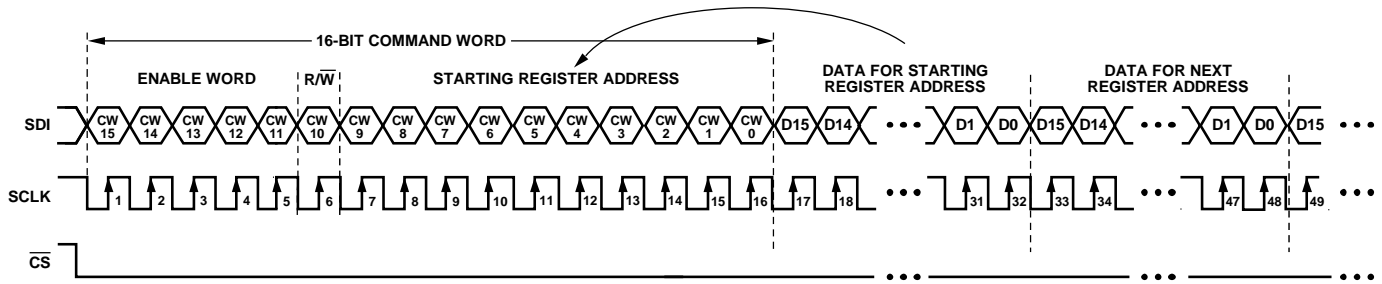 16-BIT COMMAND WORD
ENABLE WORD
R/W̅
STARTING REGISTER ADDRESS
DATA FOR STARTING
REGISTER ADDRESS
DATA FOR NEXT
REGISTER ADDRESS
SDI
CW 15
CW 14
CW 13
CW 12
CW 11
CW 10
CW 9
CW 8
CW 7
CW 6
CW 5
CW 4
CW 3
CW 2
CW 1
CW 0
D15
D14
D1
D0
D15
D14
D1
D0
D15
SCLK
1 2 3 4 5 6 7 8 9 10 11 12 13 14 15 16 17 18 31 32 33 34 47 48 49
C̅S̅